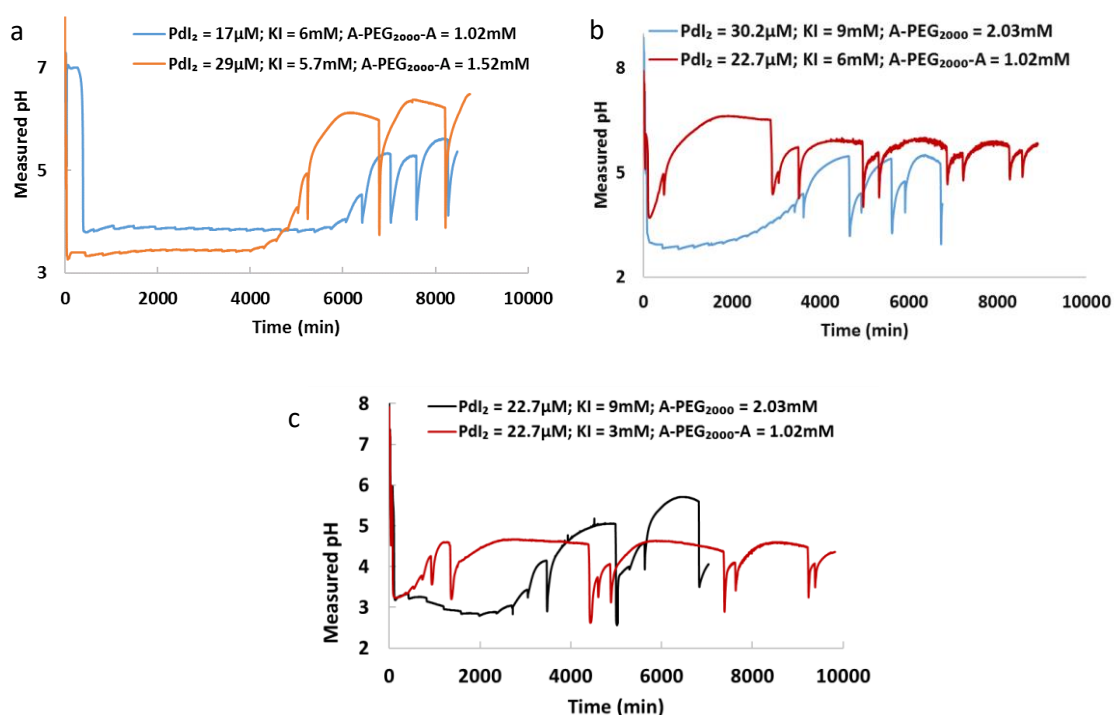 a
PdI₂ = 17µM; KI = 6mM; A-PEG₂₀₀₀-A = 1.02mM
PdI₂ = 29µM; KI = 5.7mM; A-PEG₂₀₀₀-A = 1.52mM
7
5
3
Measured pH
0 2000 4000 6000 8000 10000
Time (min)
b
PdI₂ = 30.2µM; KI = 9mM; A-PEG₂₀₀₀ = 2.03mM
PdI₂ = 22.7µM; KI = 6mM; A-PEG₂₀₀₀-A = 1.02mM
8
5
2
Measured pH
0 2000 4000 6000 8000 10000
Time (min)
c
PdI₂ = 22.7µM; KI = 9mM; A-PEG₂₀₀₀ = 2.03mM
PdI₂ = 22.7µM; KI = 3mM; A-PEG₂₀₀₀-A = 1.02mM
8
7
6
5
4
3
2
Measured pH
0 2000 4000 6000 8000 10000
Time (min)